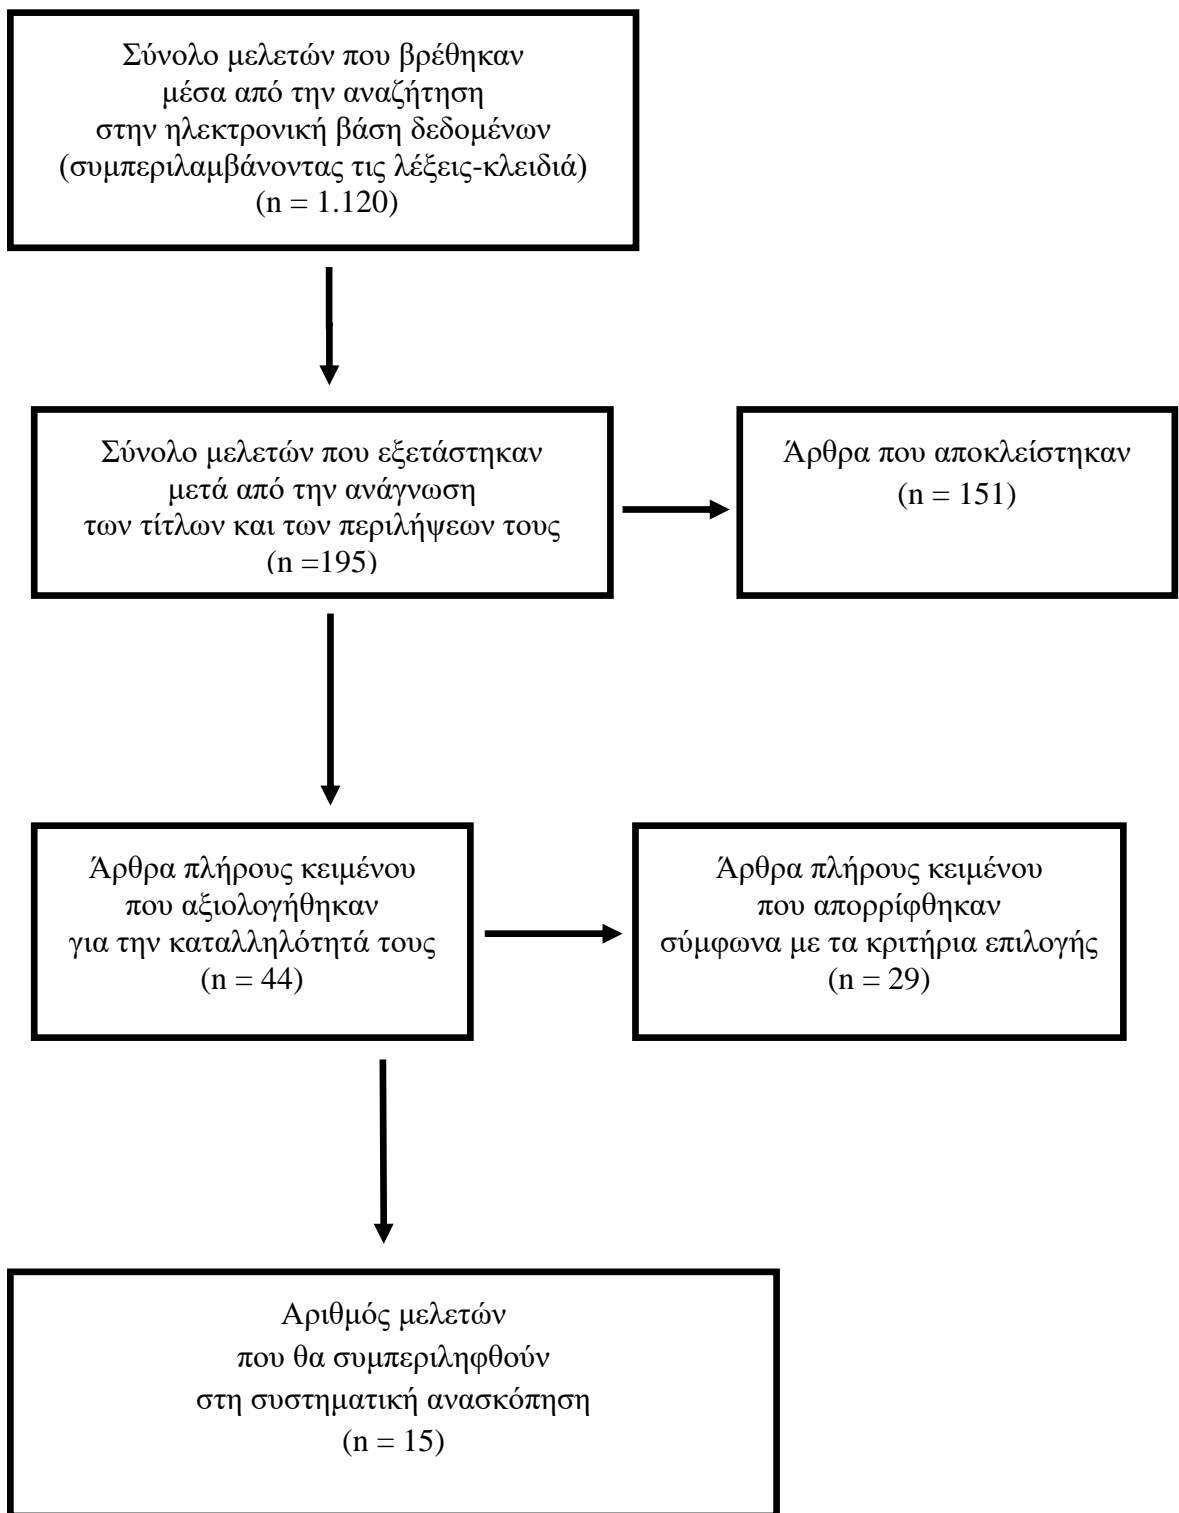 Σύνολο μελετών που βρέθηκαν
μέσα από την αναζήτηση
στην ηλεκτρονική βάση δεδομένων
(συμπεριλαμβάνοντας τις λέξεις-κλειδιά)
(n = 1.120)
Σύνολο μελετών που εξετάστηκαν
μετά από την ανάγνωση
των τίτλων και των περιλήψεων τους
(n =195)
Άρθρα που αποκλείστηκαν
(n = 151)
Άρθρα πλήρους κειμένου
που αξιολογήθηκαν
για την καταλληλότητά τους
(n = 44)
Άρθρα πλήρους κειμένου
που απορρίφθηκαν
σύμφωνα με τα κριτήρια επιλογής
(n = 29)
Αριθμός μελετών
που θα συμπεριληφθούν
στη συστηματική ανασκόπηση
(n = 15)